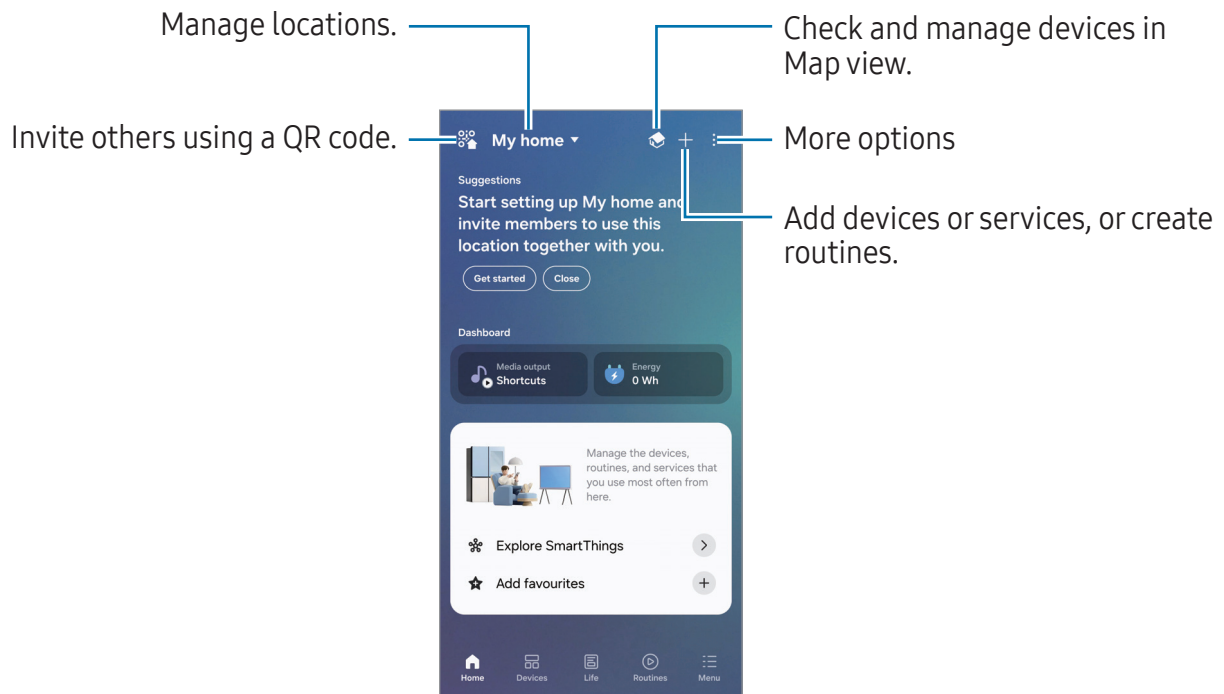 Manage locations.
Check and manage devices in
Map view.
Invite others using a QR code.
My home
More options
Add devices or services, or create
routines.
Suggestions
Start setting up My home and
invite members to use this
location together with you.
Get started
Close
Dashboard
Media output
Shortcuts
Energy
0 Wh
Manage the devices,
routines, and services that
you use most often from
here.
Explore SmartThings
Add favourites
Home
Devices
Life
Routines
Menu